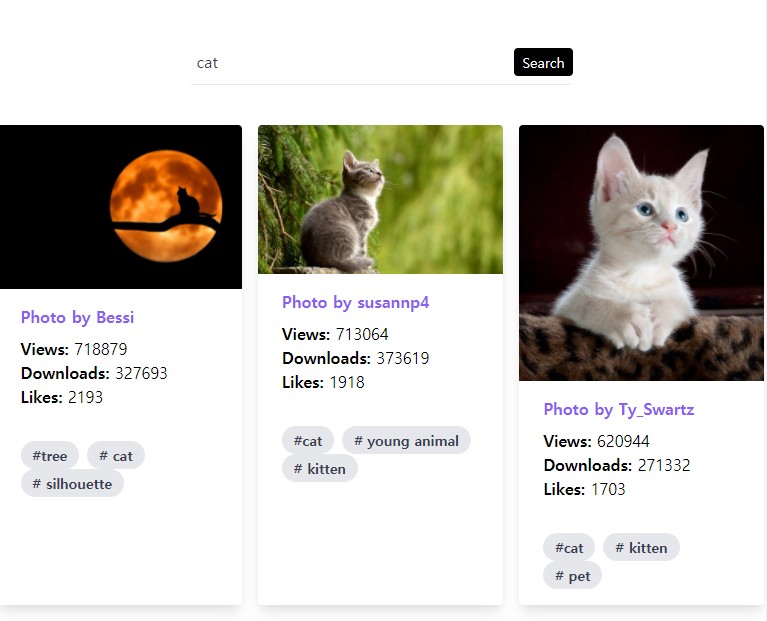 cat
Search
Photo by Bessi
Views: 718879
Downloads: 327693
Likes: 2193
#tree # cat
# silhouette
Photo by susannp4
Views: 713064
Downloads: 373619
Likes: 1918
#cat # young animal
# kitten
Photo by Ty_Swartz
Views: 620944
Downloads: 271332
Likes: 1703
#cat # kitten
# pet